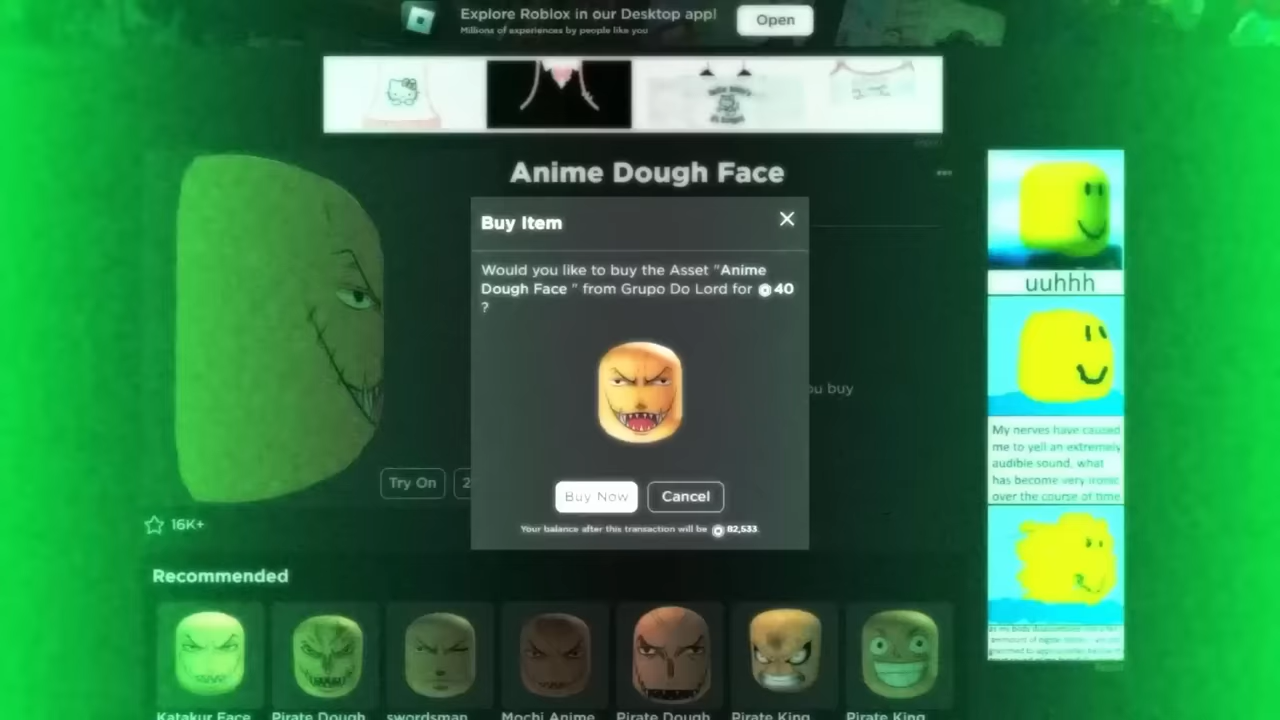 Explore Roblox in our Desktop app!
Millions of experiences by people like you
Open
Anime Dough Face
Buy Item
Would you like to buy the Asset "Anime
Dough Face " from Grupo Do Lord for 40
?
ou buy
Try On
2
Buy Now
Cancel
Your balance after this transaction will be 82,533.
16K+
uuhhh
My nerves have caused
me to yell an extremely
audible sound, what
has become very ironic
over the course of time.
Recommended
Katakur Face
Pirate Dough
swordsman
Mochi Anime
Pirate Dough
Pirate King
Pirate King